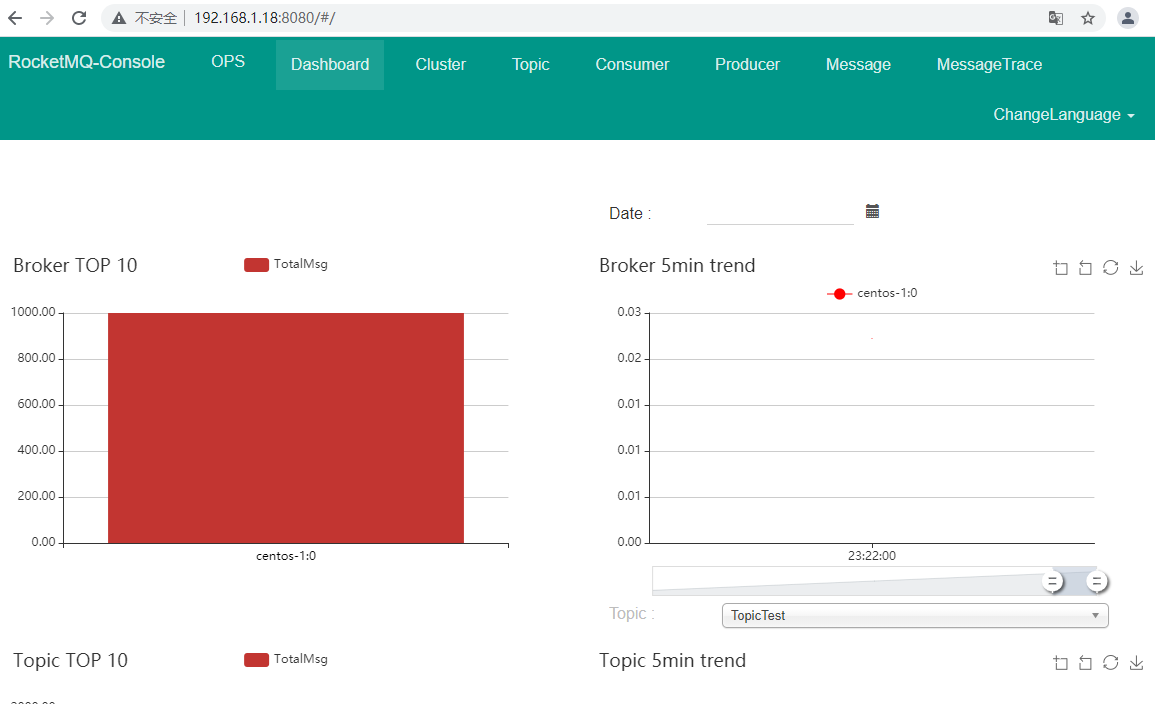 不安全 192.168.1.18:8080/#/
RocketMQ-Console OPS Dashboard Cluster Topic Consumer Producer Message MessageTrace
ChangeLanguage
Date :
Broker TOP 10 TotalMsg
1000.00
800.00
600.00
400.00
200.00
0.00
centos-1:0
Broker 5min trend
centos-1:0
0.03
0.02
0.01
0.01
0.01
0.00
23:22:00
Topic : TopicTest
Topic TOP 10 TotalMsg
Topic 5min trend